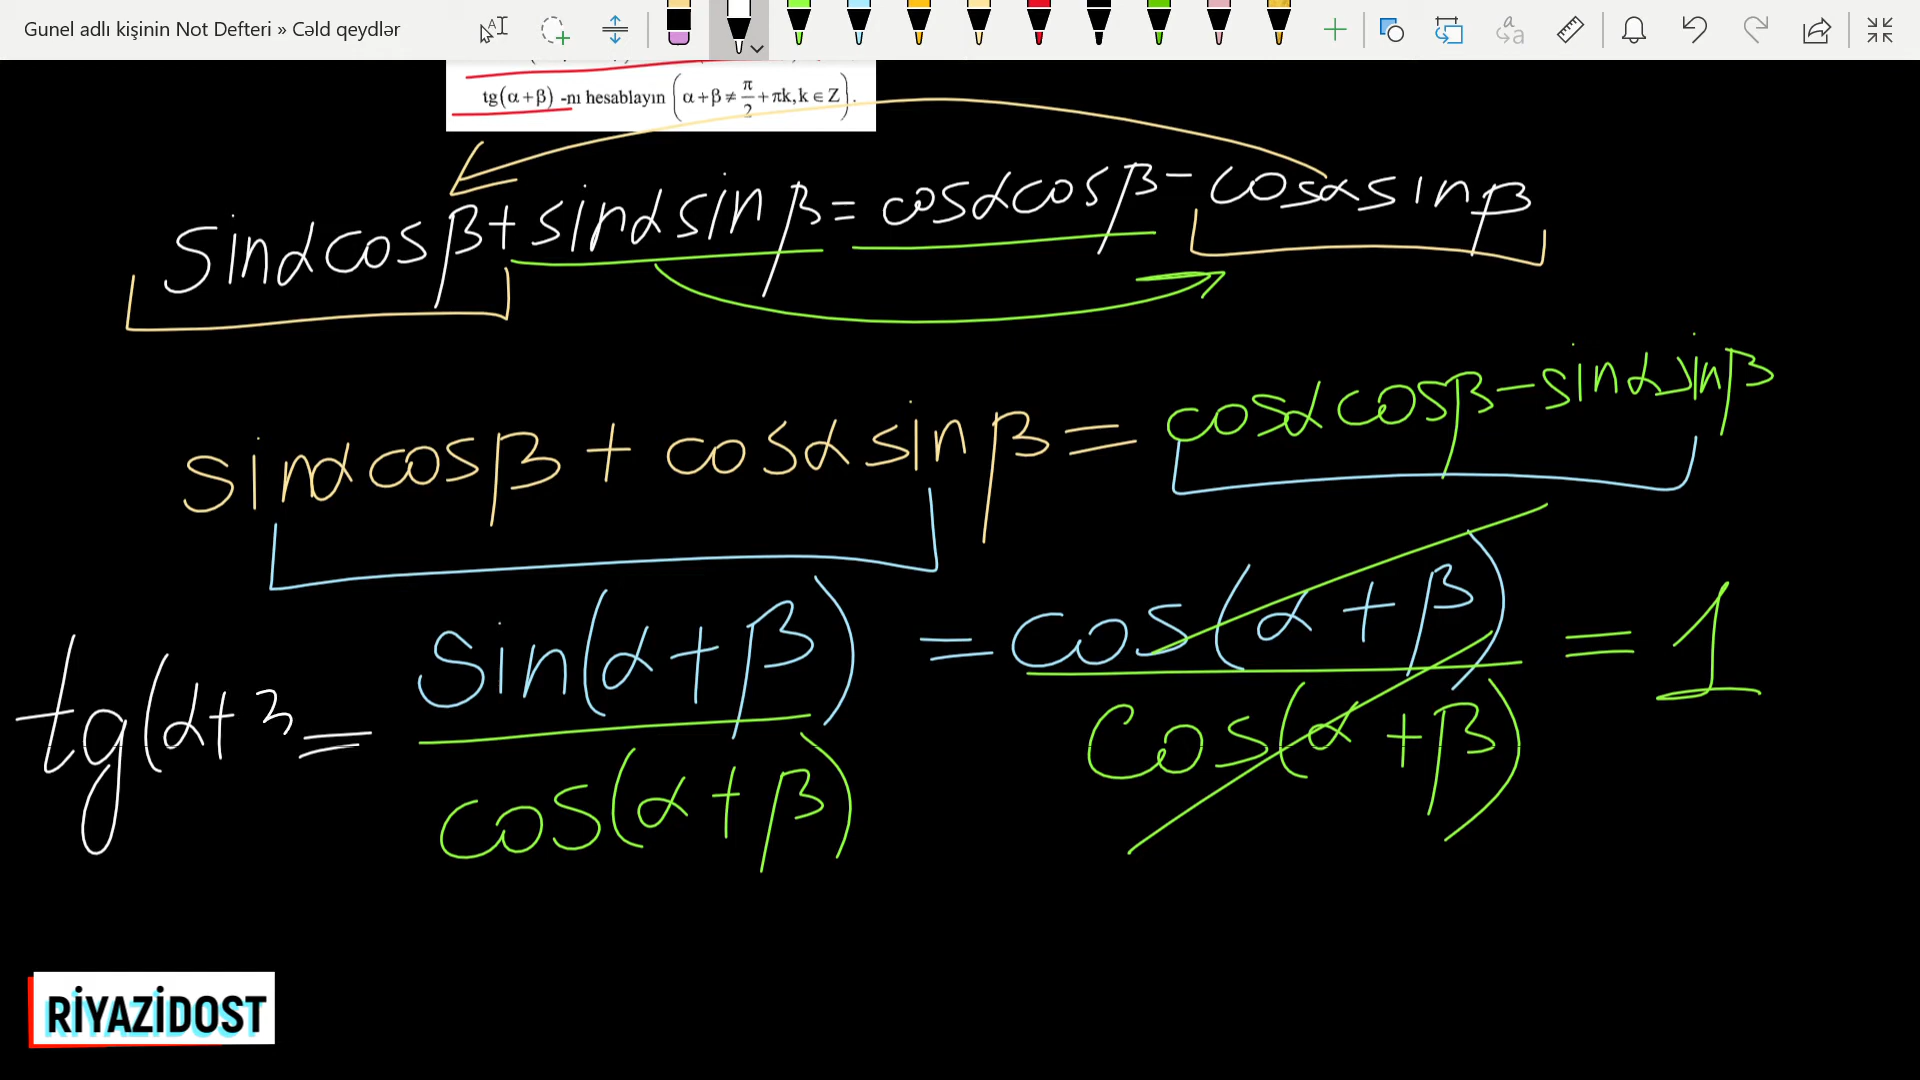 Gunel adlı kişinin Not Defteri » Cəld qeydlər
tg(α+β) -nı hesablayın (α+β≠π/2+πk, k∈Z).
sinαcosβ+sinαsinβ=cosαcosβ-cosαsinβ
sinαcosβ+cosαsinβ=cosαcosβ-sinαsinβ
tg(α+β= sin(α+β)/cos(α+β) = cos(α+β)/cos(α+β) = 1
RİYAZİDOST